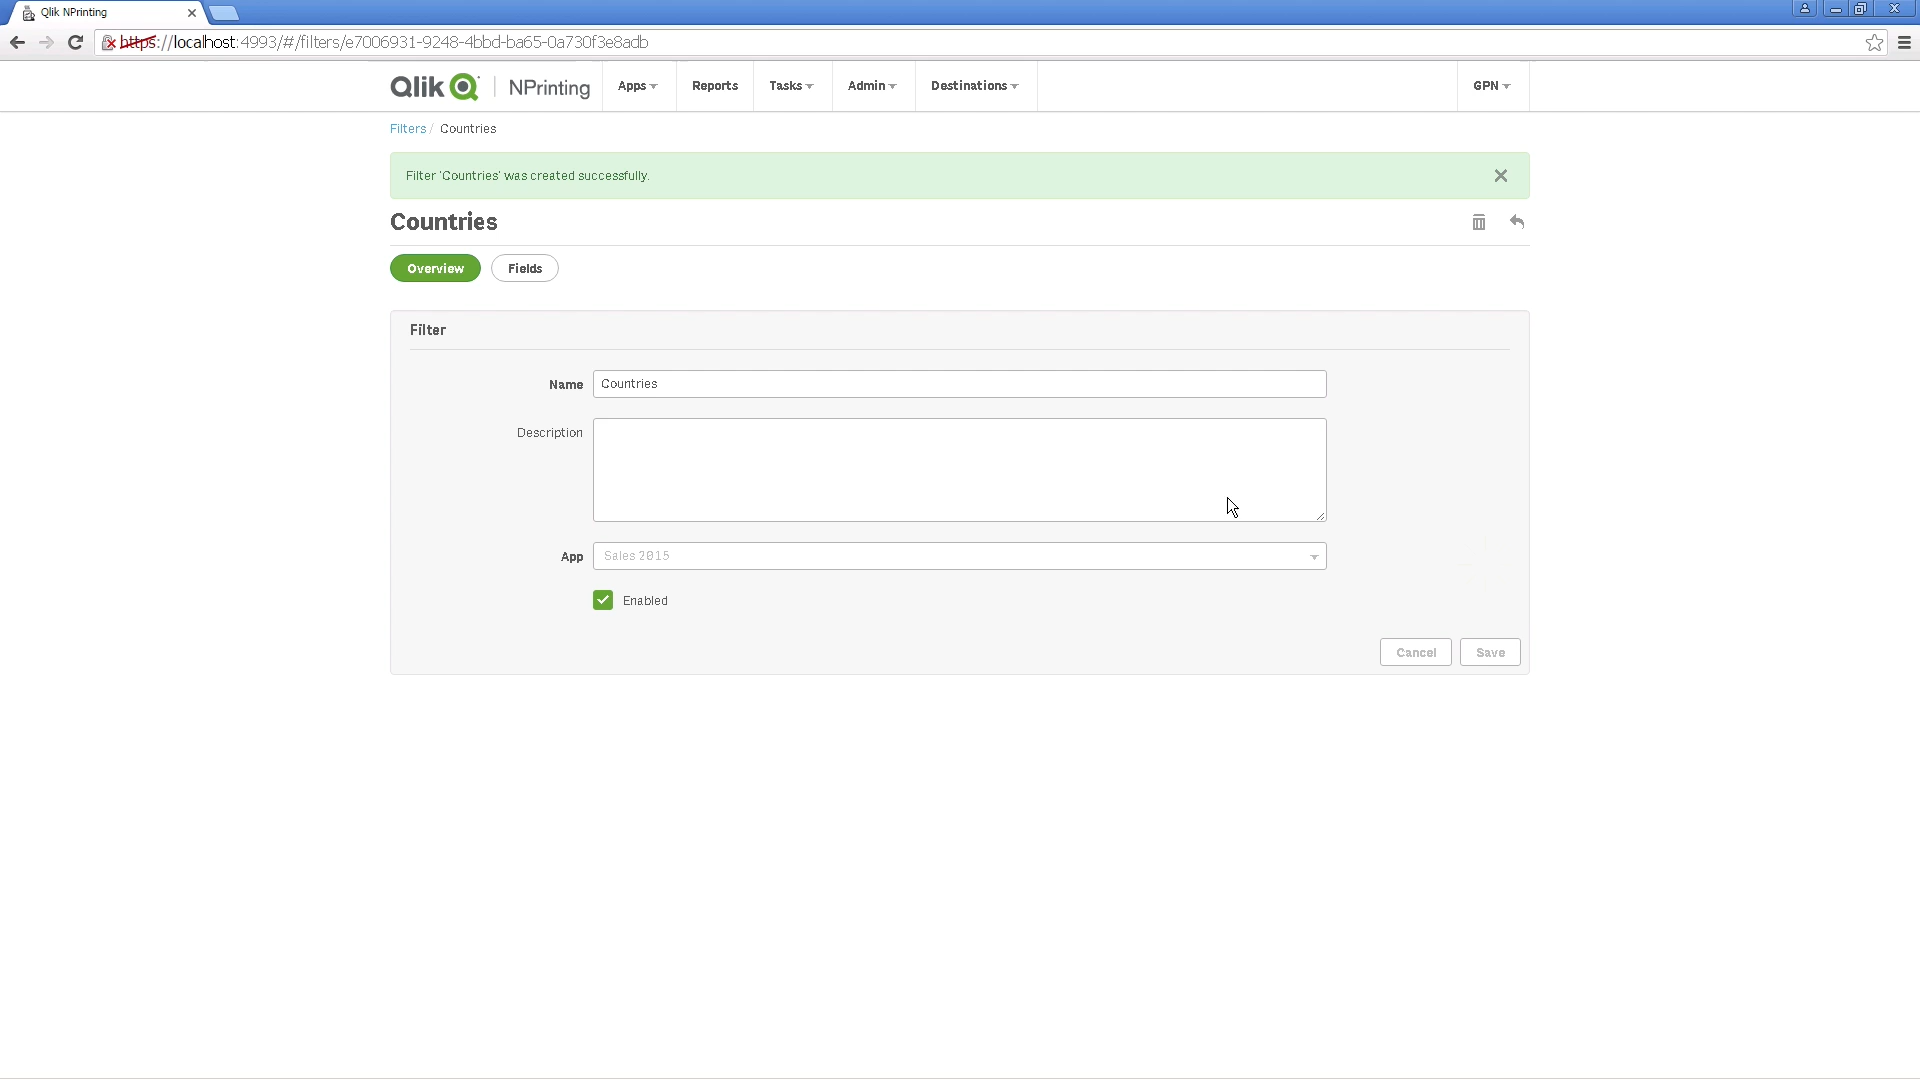 Qlik NPrinting
https://localhost:4993/#/filters/e7006931-9248-4bbd-ba65-0a730f3e8adb
Qlik NPrinting Apps Reports Tasks Admin Destinations GPN
Filters / Countries
Filter 'Countries' was created successfully.
Countries
Overview Fields
Filter
Name Countries
Description
App Sales 2015
Enabled
Cancel Save